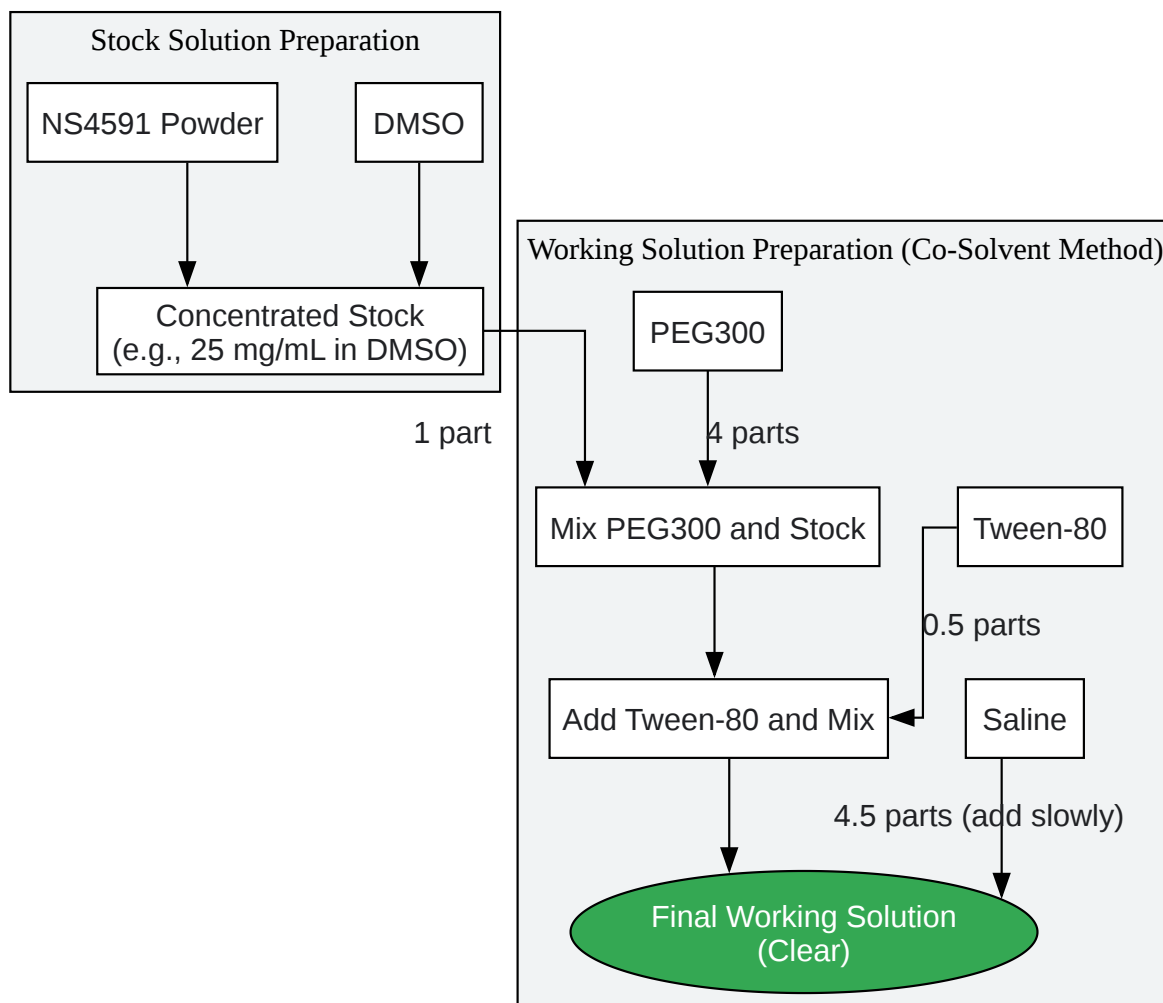 Stock Solution Preparation
NS4591 Powder
DMSO
Concentrated Stock
(e.g., 25 mg/mL in DMSO)
Working Solution Preparation (Co-Solvent Method)
PEG300
1 part
4 parts
Mix PEG300 and Stock
Tween-80
0.5 parts
Add Tween-80 and Mix
Saline
4.5 parts (add slowly)
Final Working Solution
(Clear)